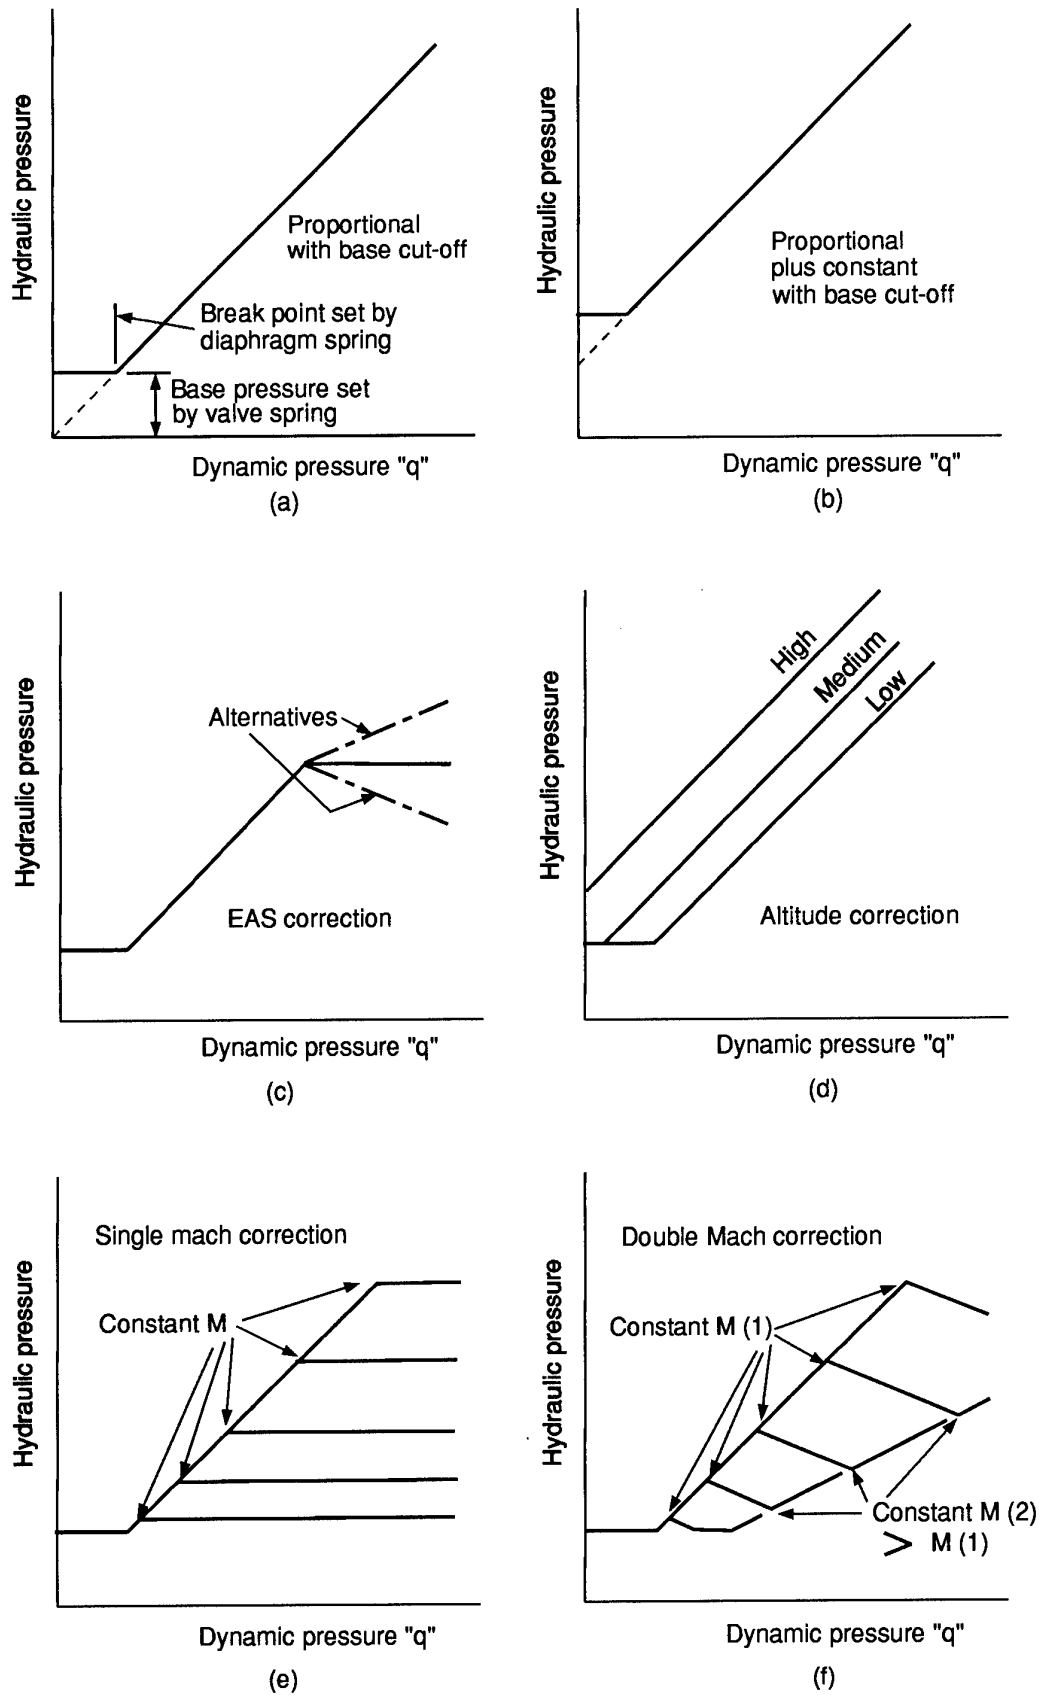 Hydraulic pressure
Proportional
with base cut-off
Break point set by
diaphragm spring
Base pressure set
by valve spring
Dynamic pressure "q"
(a)
Hydraulic pressure
Proportional
plus constant
with base cut-off
Dynamic pressure "q"
(b)
Hydraulic pressure
Alternatives
EAS correction
Dynamic pressure "q"
(c)
Hydraulic pressure
High
Medium
Low
Altitude correction
Dynamic pressure "q"
(d)
Hydraulic pressure
Single mach correction
Constant M
Dynamic pressure "q"
(e)
Hydraulic pressure
Double Mach correction
Constant M (1)
Constant M (2)
> M (1)
Dynamic pressure "q"
(f)